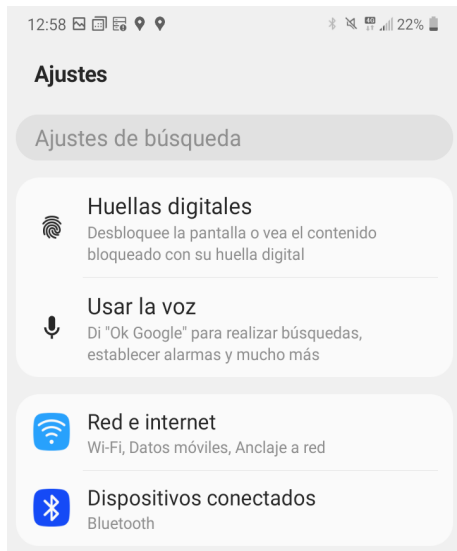 12:58 22%
Ajustes
Ajustes de búsqueda
Huellas digitales
Desbloquee la pantalla o vea el contenido
bloqueado con su huella digital
Usar la voz
Di "Ok Google" para realizar búsquedas,
establecer alarmas y mucho más
Red e internet
Wi-Fi, Datos móviles, Anclaje a red
Dispositivos conectados
Bluetooth